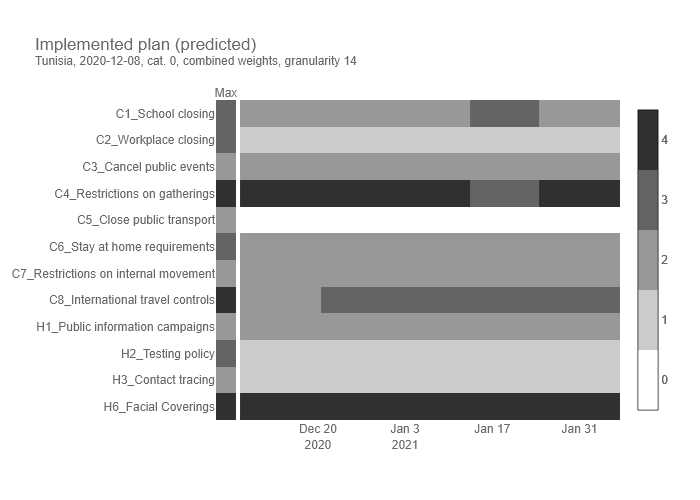 Implemented plan (predicted)
Tunisia, 2020-12-08, cat. 0, combined weights, granularity 14
Max
C1_School closing
C2_Workplace closing
C3_Cancel public events
C4_Restrictions on gatherings
C5_Close public transport
C6_Stay at home requirements
C7_Restrictions on internal movement
C8_International travel controls
H1_Public information campaigns
H2_Testing policy
H3_Contact tracing
H6_Facial Coverings
4
3
2
1
0
Dec 20 Jan 3 Jan 17 Jan 31
2020 2021